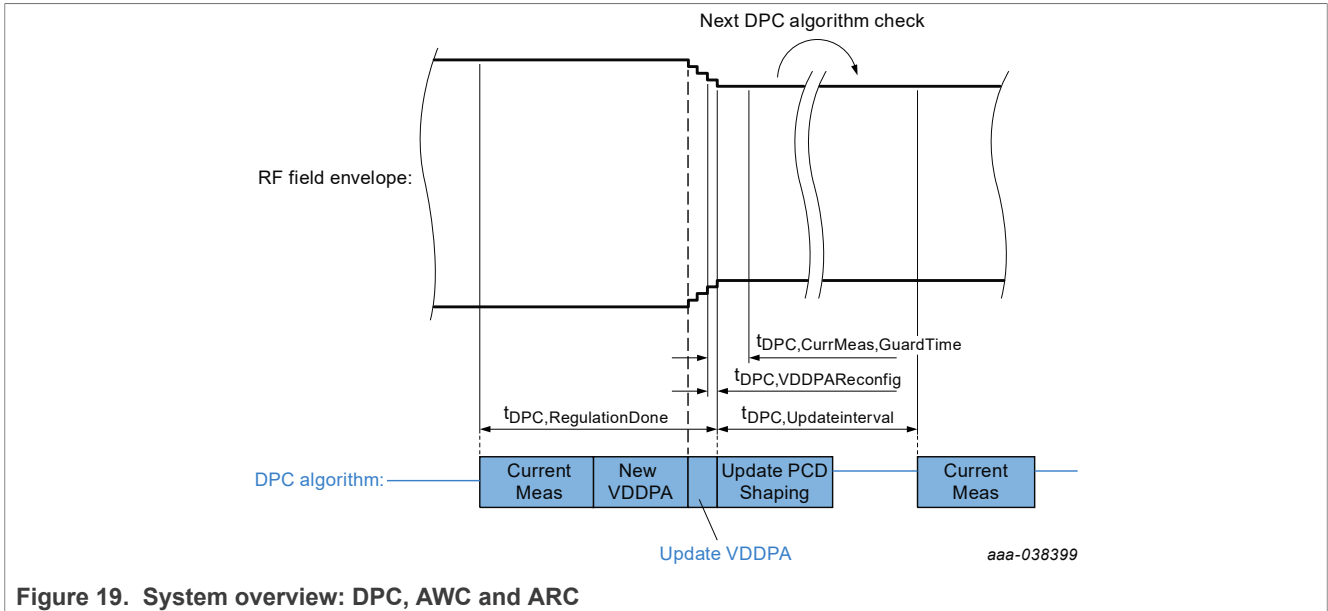 Next DPC algorithm check
RF field envelope:
tDPC,CurrMeas,GuardTime
tDPC,VDDPAReconfig
tDPC,RegulationDone
tDPC,Updateinterval
DPC algorithm:
Current
Meas
New
VDDPA
Update PCD
Shaping
Current
Meas
Update VDDPA
aaa-038399
Figure 19. System overview: DPC, AWC and ARC